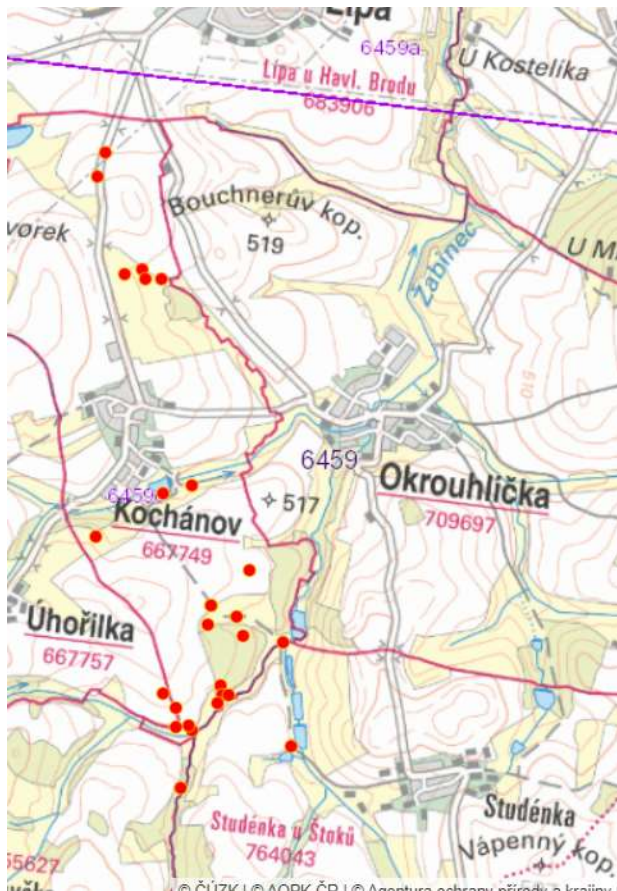 Lípa
6459a
U Kostelíka
Lípa u Havl. Brodu
683906
Bouchnerův kop.
519
vorek
U M
Žabinec
510
6459
517
Okrouhlička
709697
6459
Kochánov
667749
Úhořilka
667757
Studénka u Štoků
764043
Studénka
Vápenný kop.
55627
© ČÚZK | © AOPK ČR | © Agentura ochrany přírody a krajiny